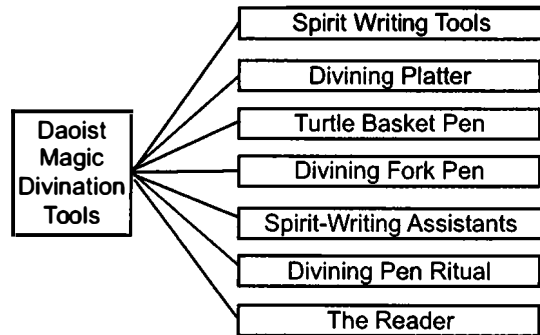 Daoist
Magic
Divination
Tools
Spirit Writing Tools
Divining Platter
Turtle Basket Pen
Divining Fork Pen
Spirit-Writing Assistants
Divining Pen Ritual
The Reader